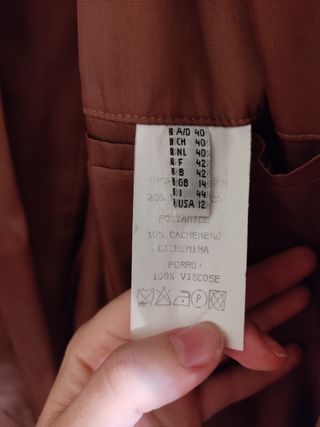 A/D 40
CH 40
NL 40
F 42
B 42
GB 14
I 44
USA 12
20%
POLIAMIDE
10% CACHEMERE
CACHEMIRA
FORRO:
100% VISCOSE
P